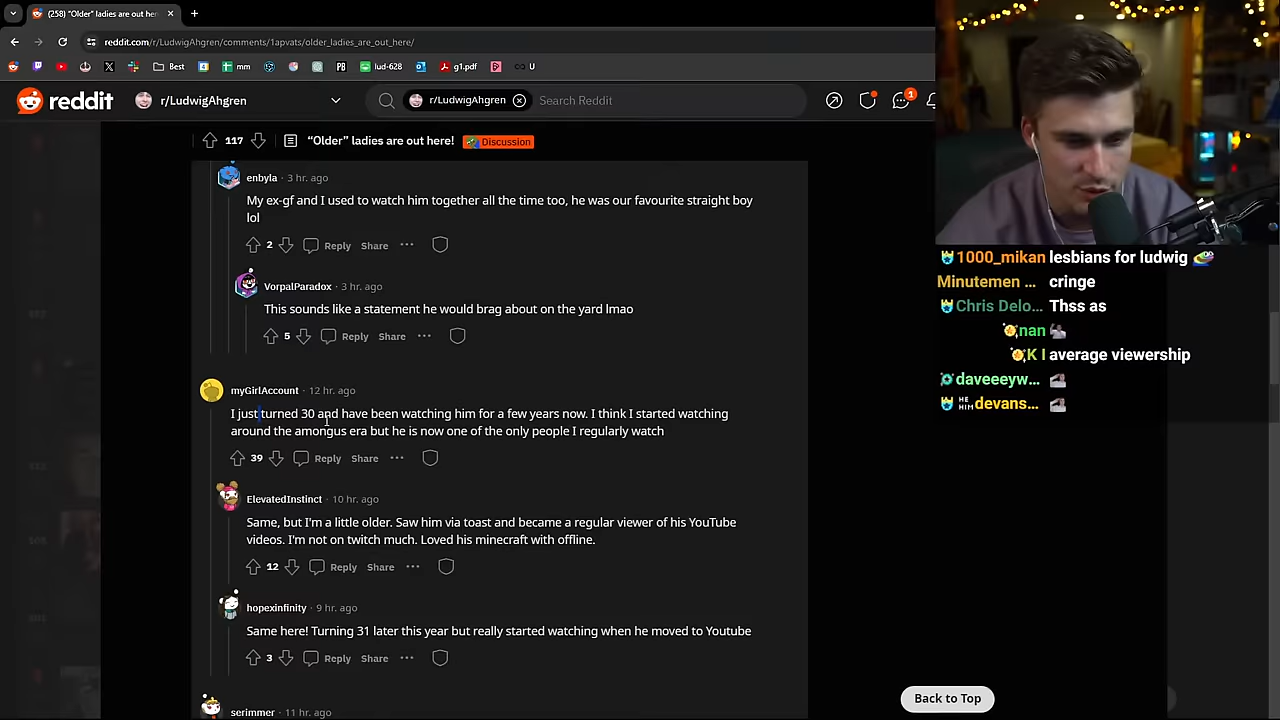 (258) "Older" ladies are out here!
reddit.com/r/LudwigAhgren/comments/1apvats/older_ladies_are_out_here/
Best
mm
lud-628
g1.pdf
U
reddit
r/LudwigAhgren
r/LudwigAhgren
Search Reddit
1
117
“Older” ladies are out here!
Discussion
enbyla · 3 hr. ago
My ex-gf and I used to watch him together all the time too, he was our favourite straight boy
lol
2 Reply Share
VorpalParadox · 3 hr. ago
This sounds like a statement he would brag about on the yard lmao
5 Reply Share
myGirlAccount · 12 hr. ago
I just turned 30 and have been watching him for a few years now. I think I started watching
around the amongus era but he is now one of the only people I regularly watch
39 Reply Share
ElevatedInstinct · 10 hr. ago
Same, but I'm a little older. Saw him via toast and became a regular viewer of his YouTube
videos. I'm not on twitch much. Loved his minecraft with offline.
12 Reply Share
hopexinfinity · 9 hr. ago
Same here! Turning 31 later this year but really started watching when he moved to Youtube
3 Reply Share
serimmer · 11 hr. ago
Back to Top
1000_mikan lesbians for ludwig
Minutemen ... cringe
Chris Delo... Thss as
nan
K I average viewership
daveeeyw...
HE HIM devans...